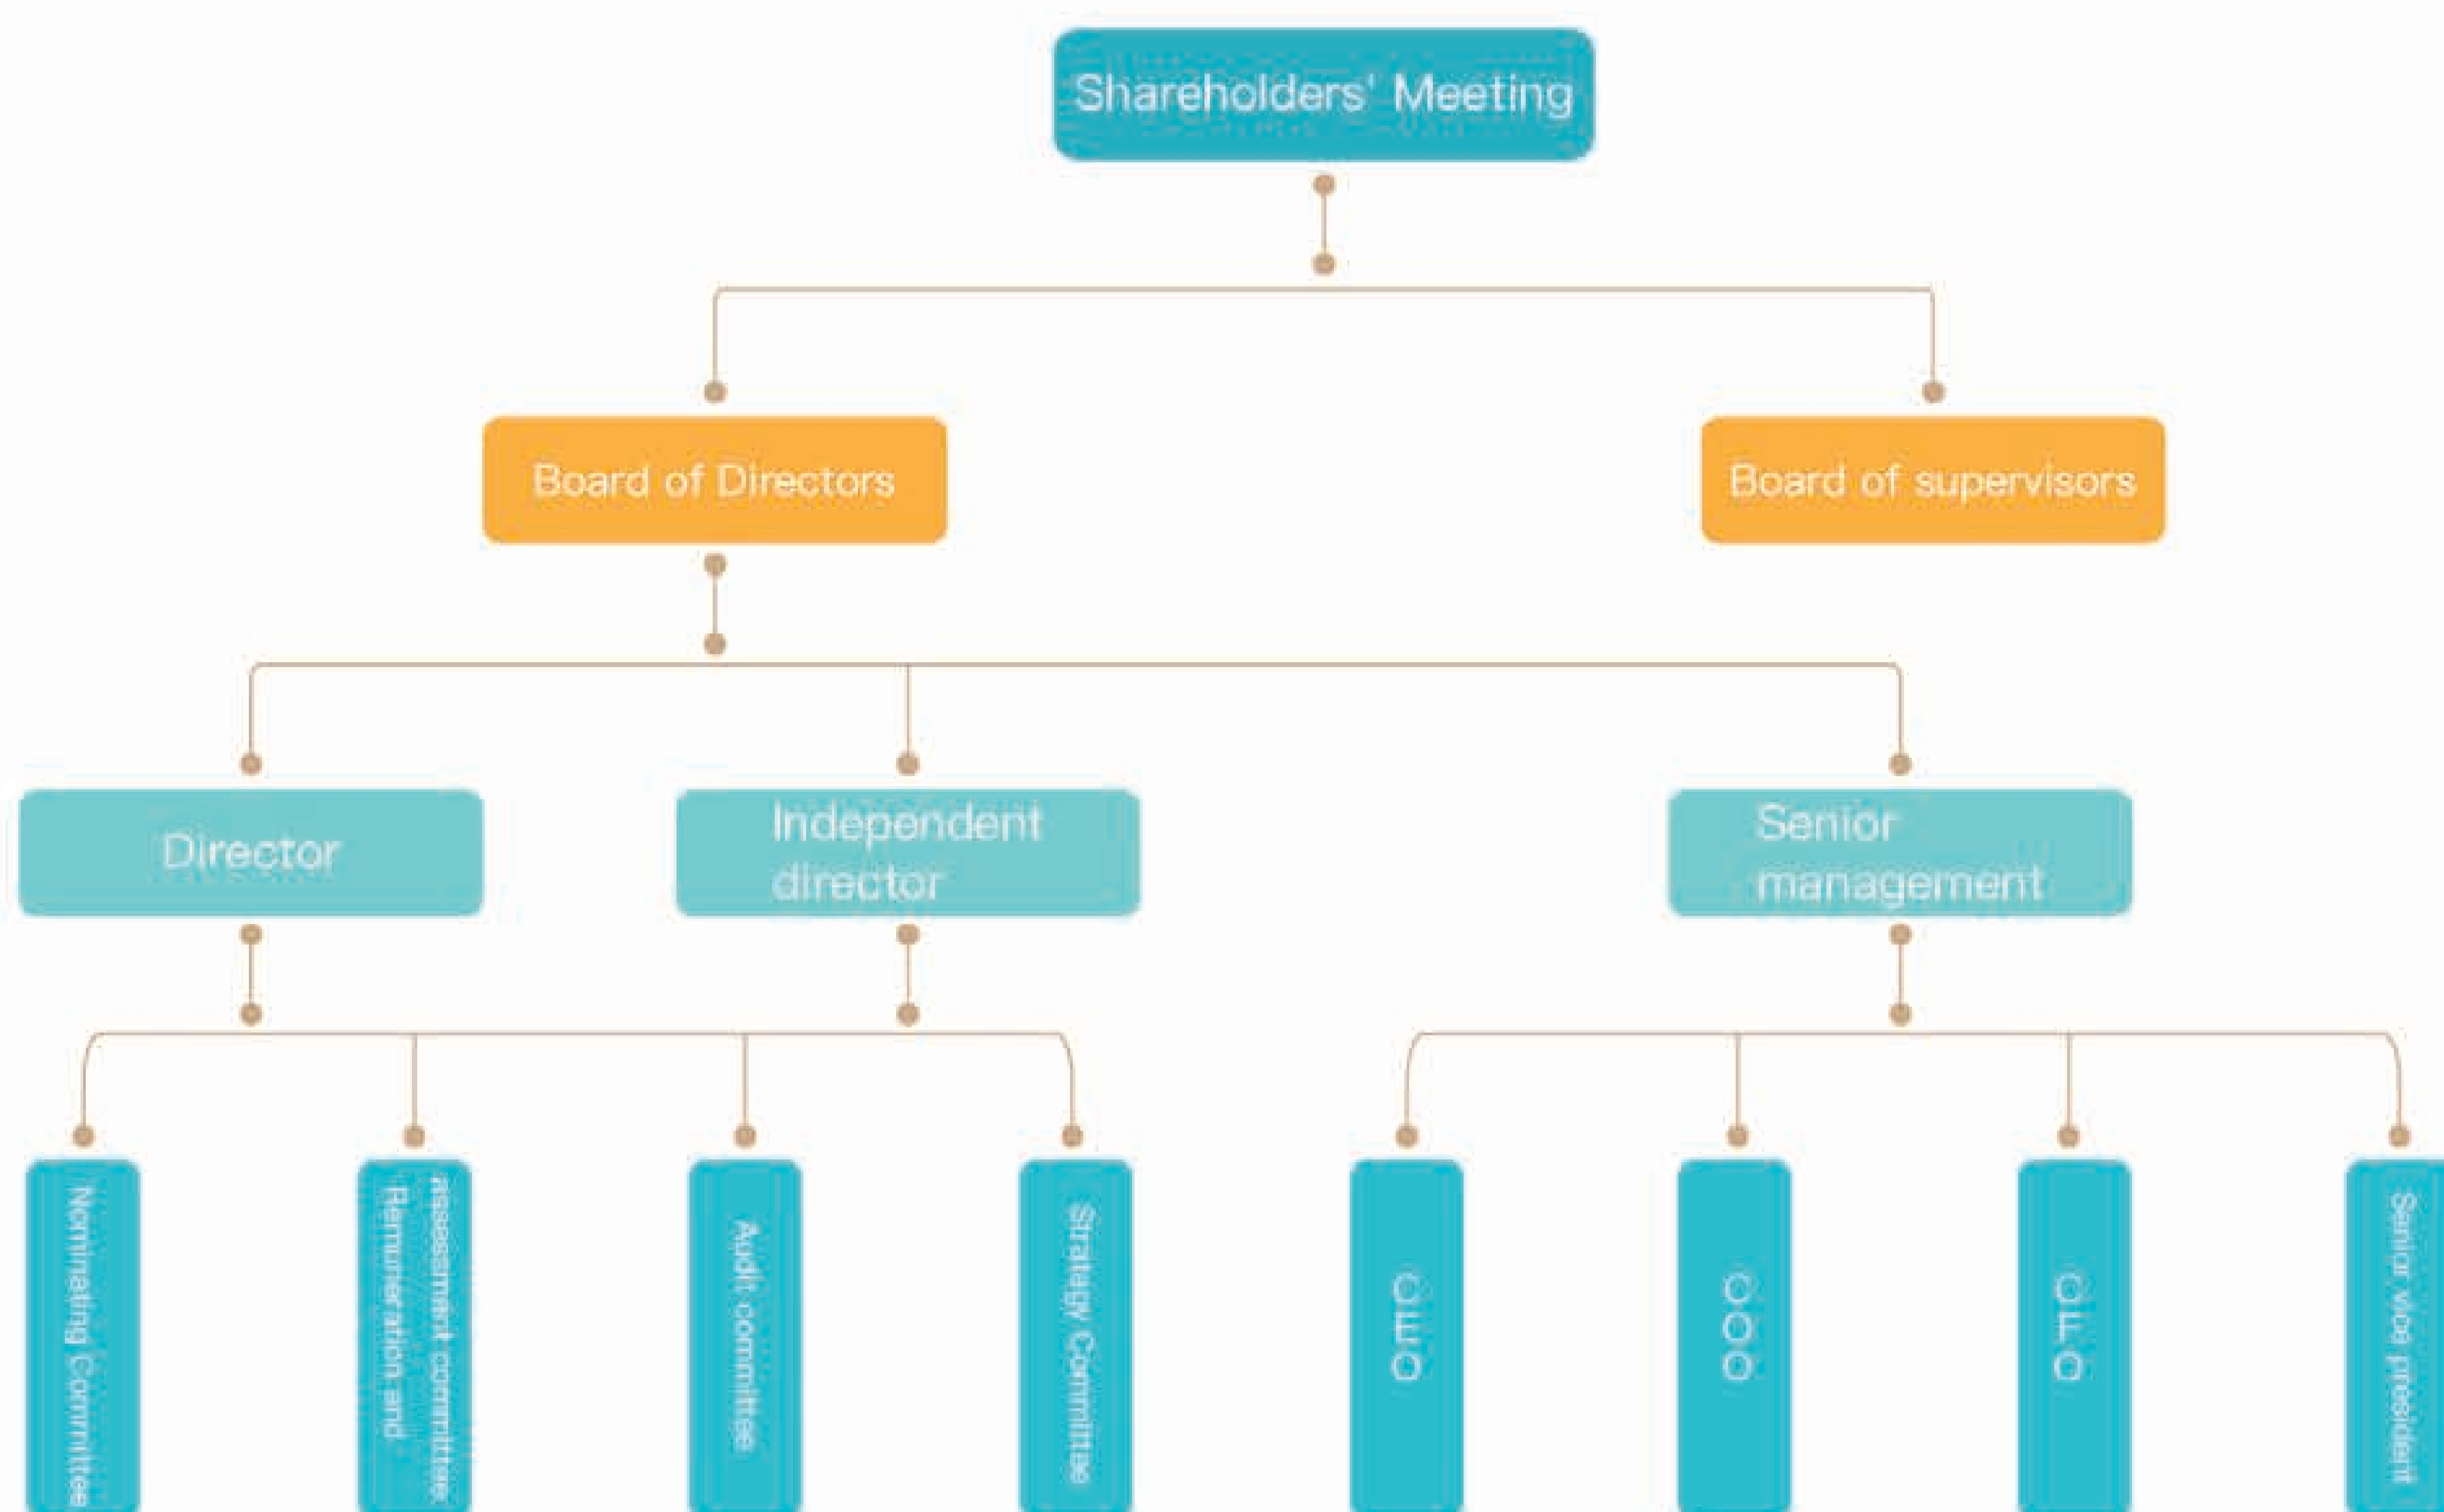 Shareholders' Meeting
Board of Directors
Board of supervisors
Director
Independent
director
Senior
management
Nominating Committee
Remuneration and
assessment committee
Audit committee
Strategy Committee
CEO
COO
CFO
Senior vice president